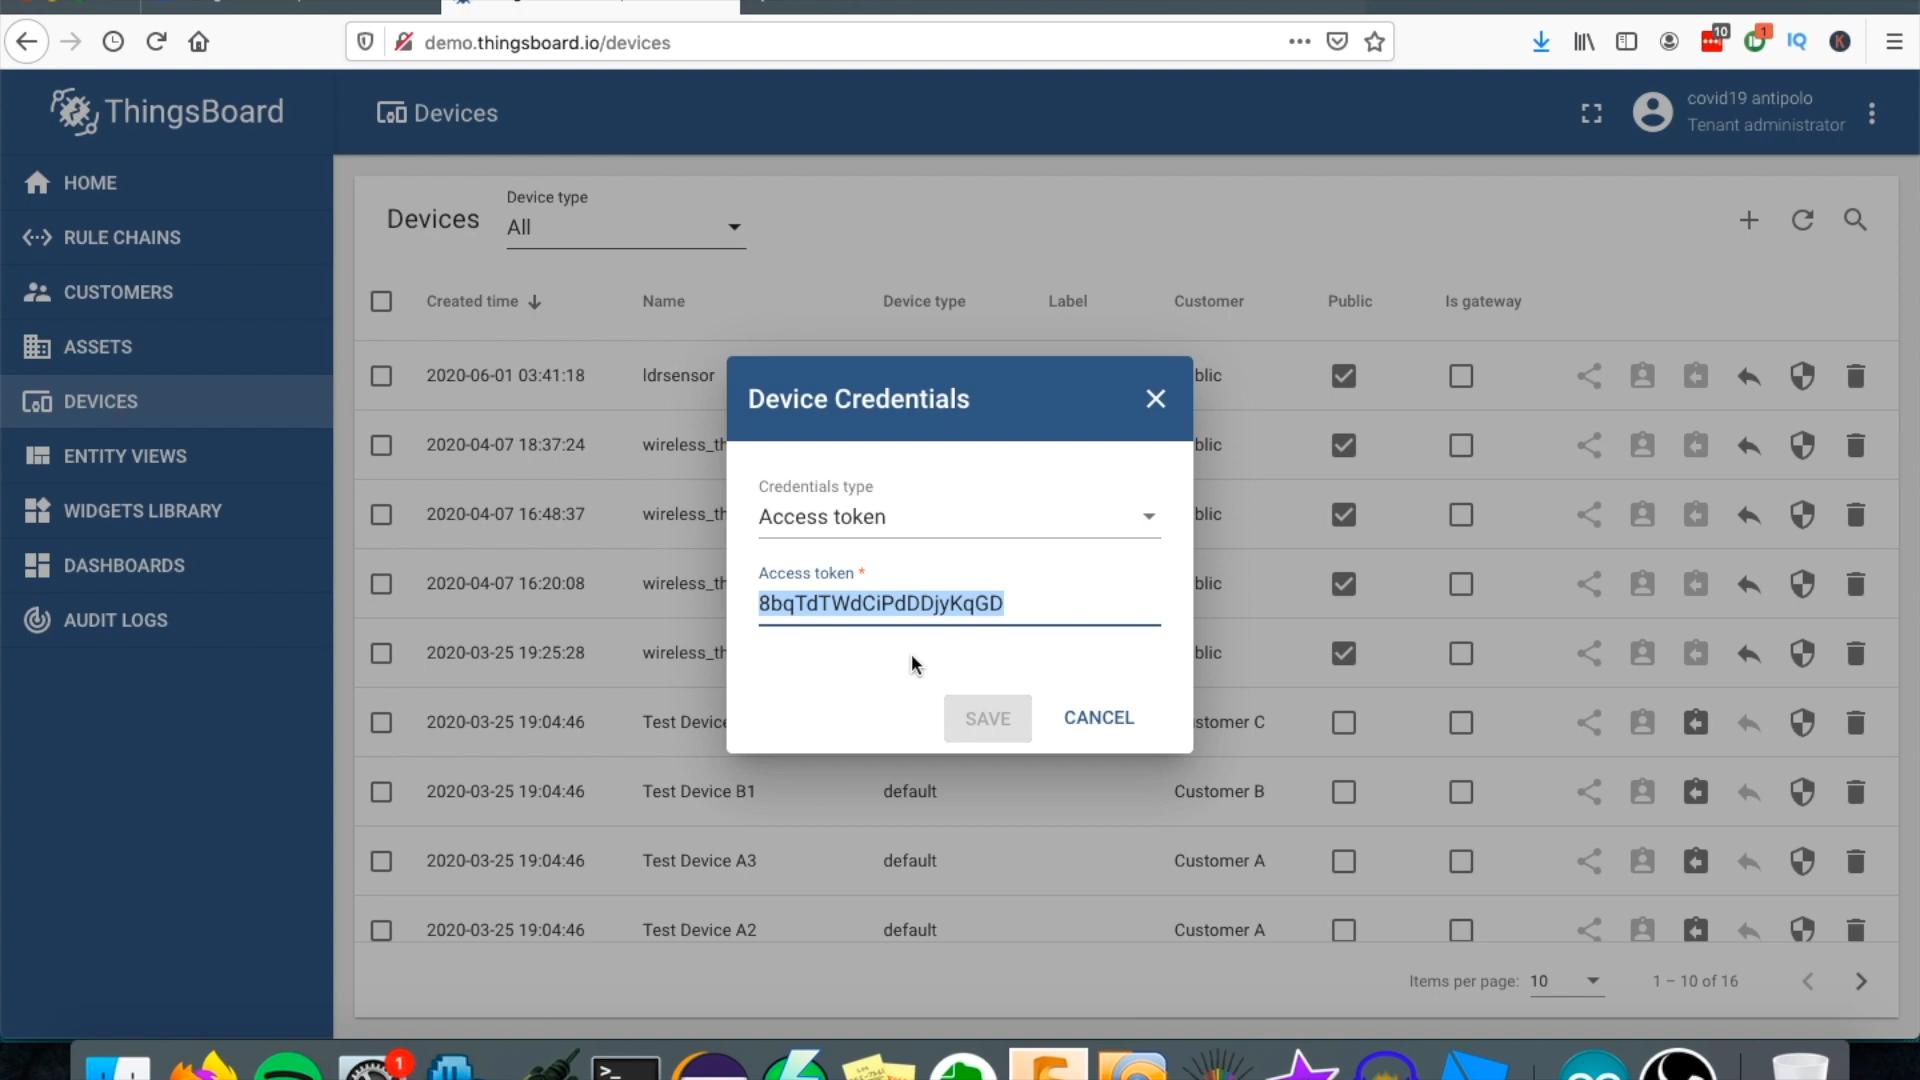 demo.thingsboard.io/devices
10
1
IQ
K
ThingsBoard
Devices
covid19 antipolo
Tenant administrator
HOME
RULE CHAINS
CUSTOMERS
ASSETS
DEVICES
ENTITY VIEWS
WIDGETS LIBRARY
DASHBOARDS
AUDIT LOGS
Devices
Device type
All
Created time Name Device type Label Customer Public Is gateway
2020-06-01 03:41:18 ldrsensor blic
2020-04-07 18:37:24 wireless_th blic
2020-04-07 16:48:37 wireless_th blic
2020-04-07 16:20:08 wireless_th blic
2020-03-25 19:25:28 wireless_th blic
2020-03-25 19:04:46 Test Device stomer C
2020-03-25 19:04:46 Test Device B1 default Customer B
2020-03-25 19:04:46 Test Device A3 default Customer A
2020-03-25 19:04:46 Test Device A2 default Customer A
Device Credentials
Credentials type
Access token
Access token *
8bqTdTWdCiPdDDjyKqGD
SAVE CANCEL
Items per page: 10 1 – 10 of 16
1
>_